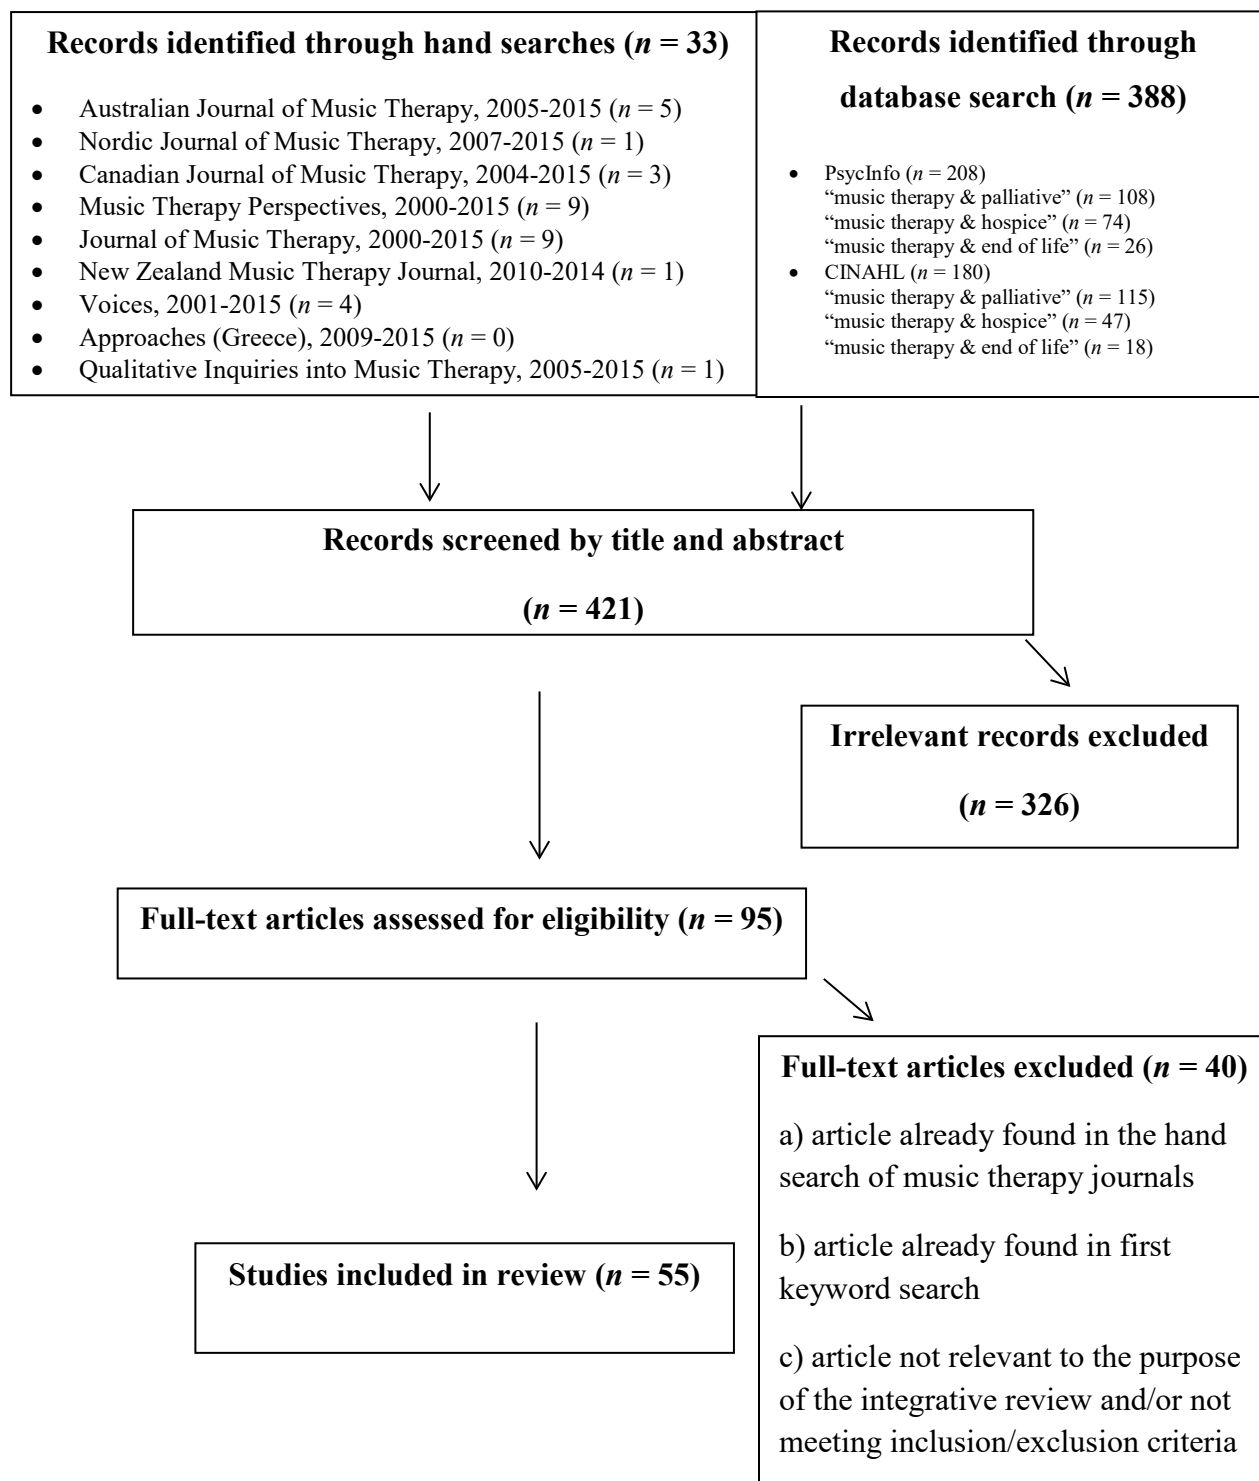 Records identified through hand searches (n = 33)
• Australian Journal of Music Therapy, 2005-2015 (n = 5)
• Nordic Journal of Music Therapy, 2007-2015 (n = 1)
• Canadian Journal of Music Therapy, 2004-2015 (n = 3)
• Music Therapy Perspectives, 2000-2015 (n = 9)
• Journal of Music Therapy, 2000-2015 (n = 9)
• New Zealand Music Therapy Journal, 2010-2014 (n = 1)
• Voices, 2001-2015 (n = 4)
• Approaches (Greece), 2009-2015 (n = 0)
• Qualitative Inquiries into Music Therapy, 2005-2015 (n = 1)
Records identified through
database search (n = 388)
• PsycInfo (n = 208)
“music therapy & palliative” (n = 108)
“music therapy & hospice” (n = 74)
“music therapy & end of life” (n = 26)
• CINAHL (n = 180)
“music therapy & palliative” (n = 115)
“music therapy & hospice” (n = 47)
“music therapy & end of life” (n = 18)
Records screened by title and abstract
(n = 421)
Irrelevant records excluded
(n = 326)
Full-text articles assessed for eligibility (n = 95)
Full-text articles excluded (n = 40)
a) article already found in the hand
search of music therapy journals
b) article already found in first
keyword search
c) article not relevant to the purpose
of the integrative review and/or not
meeting inclusion/exclusion criteria
Studies included in review (n = 55)